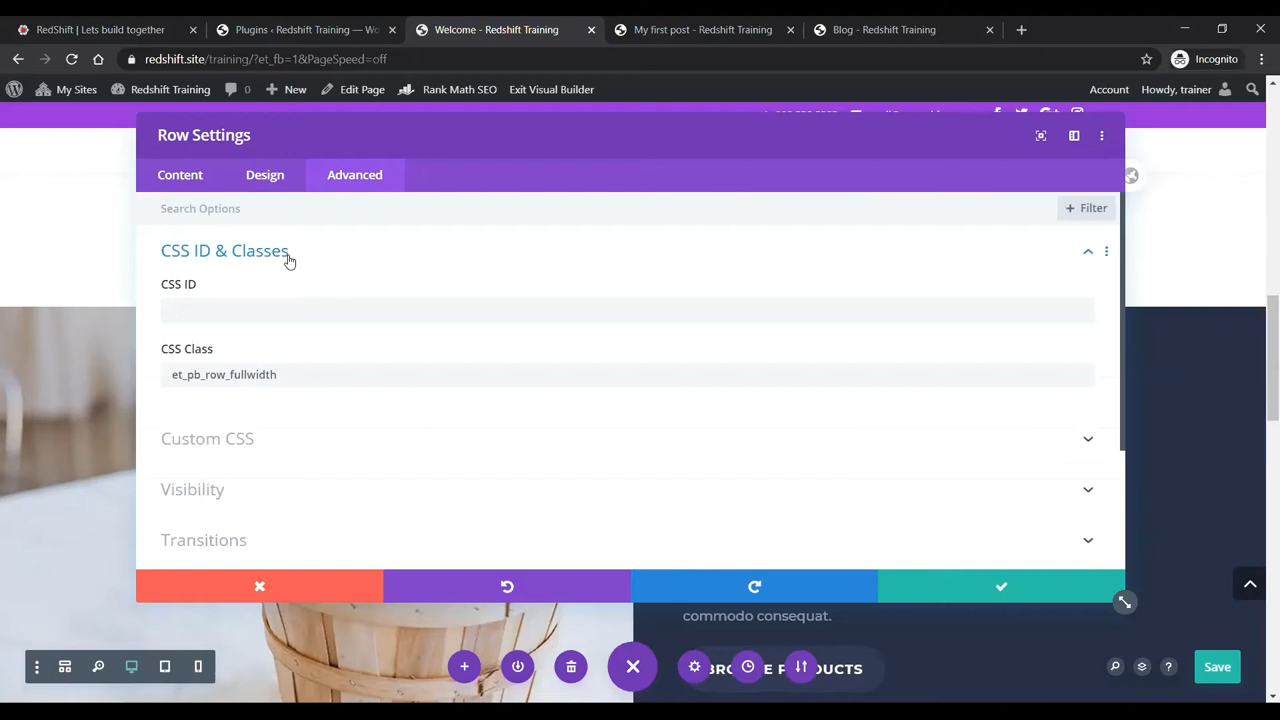 RedShift | Lets build together
Plugins ‹ Redshift Training — Wo
Welcome - Redshift Training
My first post - Redshift Training
Blog - Redshift Training
redshift.site/training/?et_fb=1&PageSpeed=off
Incognito
My Sites
Redshift Training
0
New
Edit Page
Rank Math SEO
Exit Visual Builder
Account
Howdy, trainer
Row Settings
Content
Design
Advanced
Search Options
+ Filter
CSS ID & Classes
CSS ID
CSS Class
et_pb_row_fullwidth
Custom CSS
Visibility
Transitions
commodo consequat.
PRODUCTS
Save